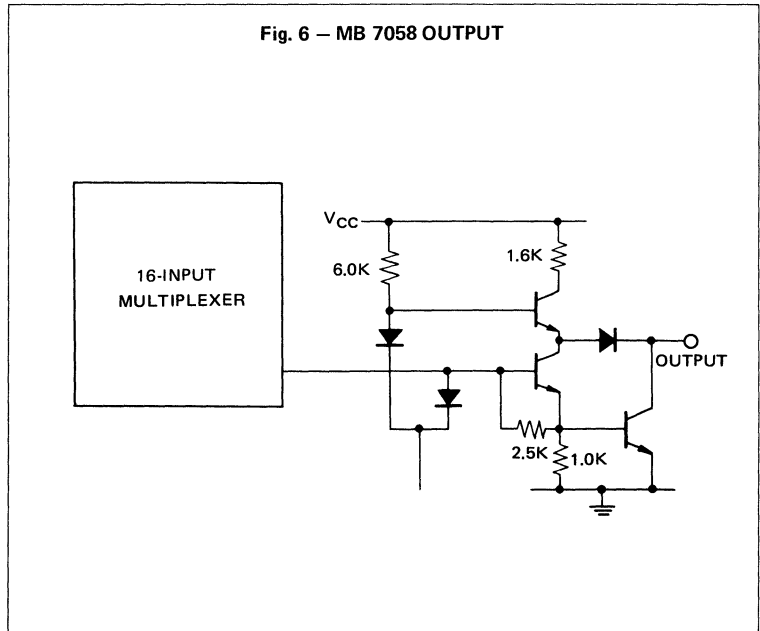 Fig. 6 — MB 7058 OUTPUT
VCC
6.0K
1.6K
16-INPUT
MULTIPLEXER
OUTPUT
2.5K
1.0K